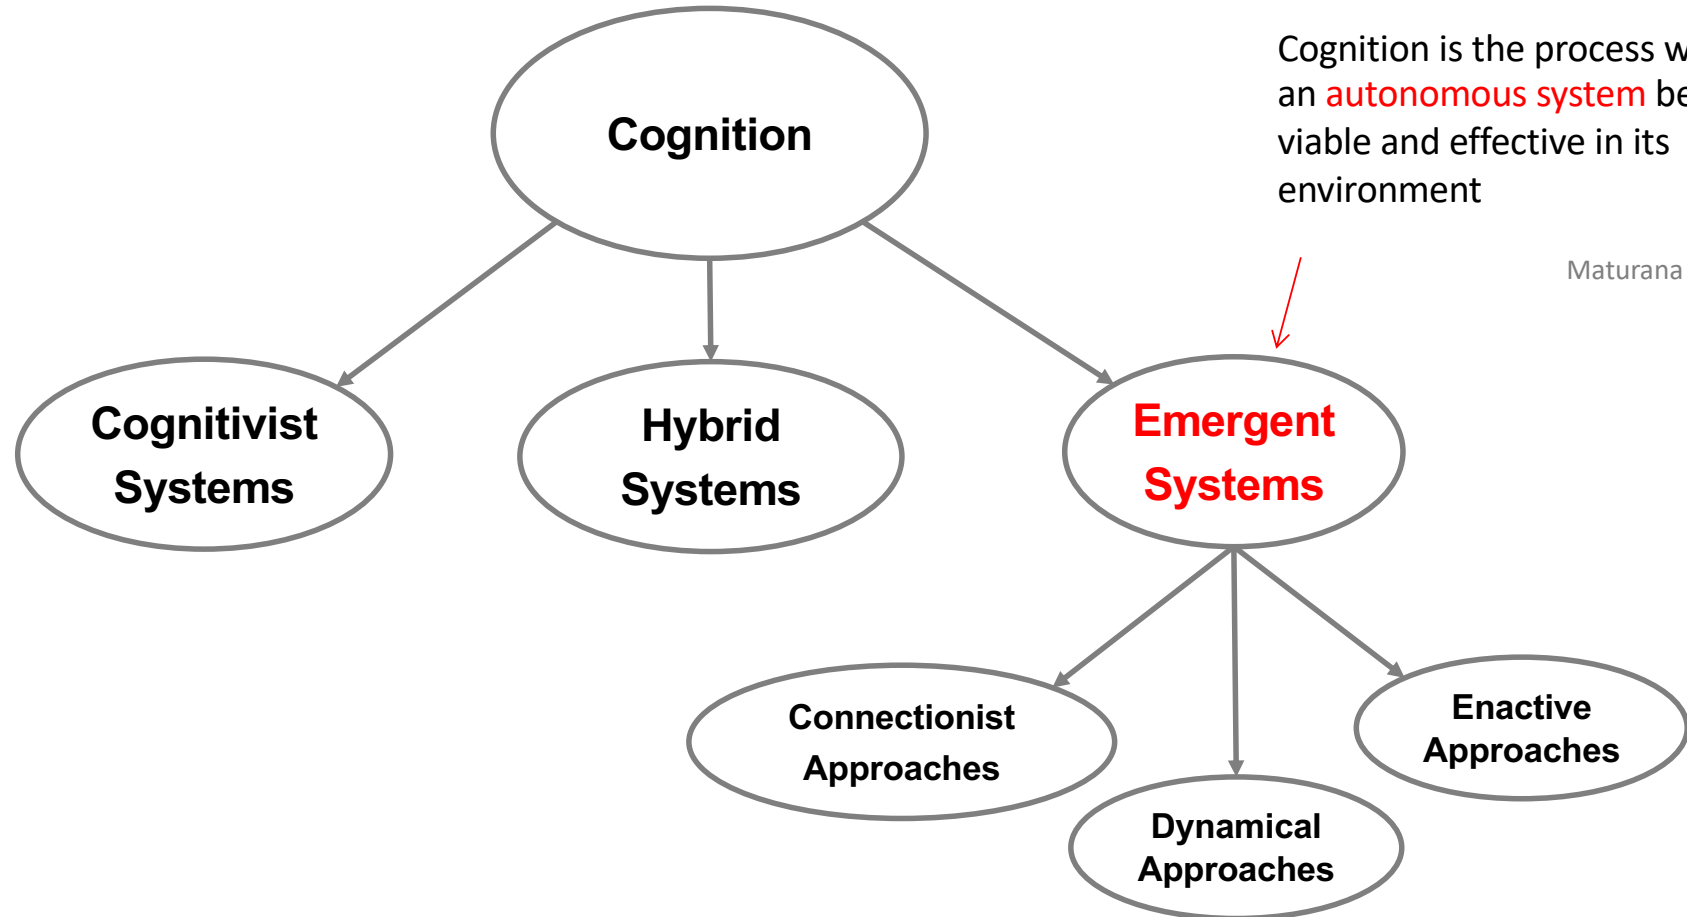 Cognition
Cognition is the process w
an autonomous system be
viable and effective in its
environment
Maturana
Cognitivist
Systems
Hybrid
Systems
Emergent
Systems
Connectionist
Approaches
Dynamical
Approaches
Enactive
Approaches